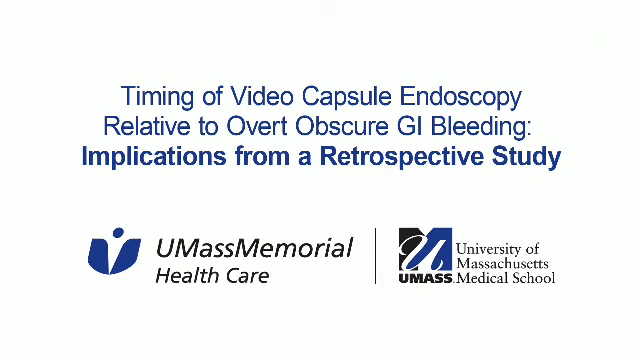 Timing of Video Capsule Endoscopy
Relative to Overt Obscure GI Bleeding:
Implications from a Retrospective Study
UMassMemorial
Health Care
UMASS
University of
Massachusetts
Medical School